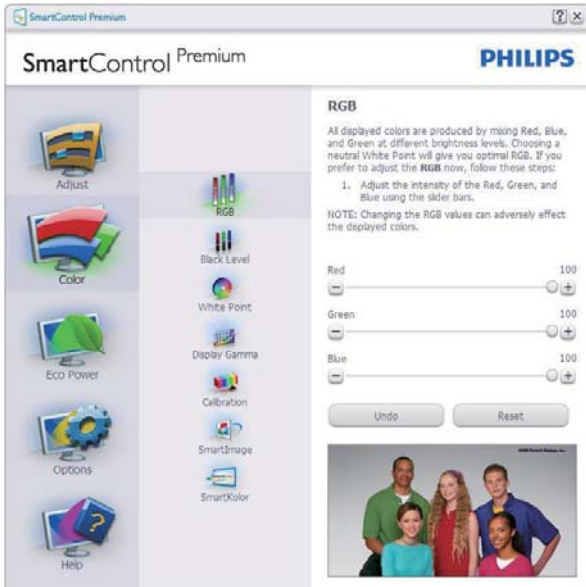 SmartControl Premium
SmartControl Premium
PHILIPS
Adjust
Color
Eco Power
Options
Help
RGB
Black Level
White Point
Display Gamma
Calibration
SmartImage
SmartKolor
RGB
All displayed colors are produced by mixing Red, Blue,
and Green at different brightness levels. Choosing a
neutral White Point will give you optimal RGB. If you
prefer to adjust the RGB now, follow these steps:
1. Adjust the intensity of the Red, Green, and
Blue using the slider bars.
NOTE: Changing the RGB values can adversely effect
the displayed colors.
Red 100
Green 100
Blue 100
Undo Reset